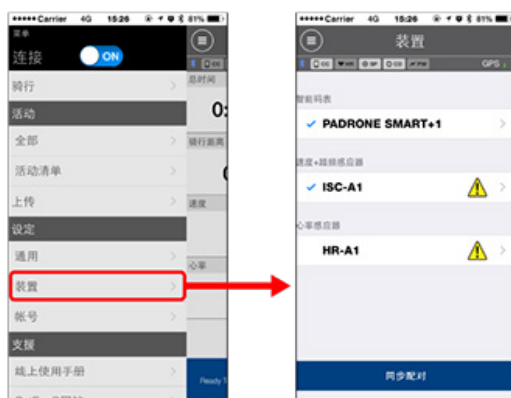 Carrier 4G 15:26 81%
菜单
连接 ON
骑行
活动
全部
活动清单
上传
设定
通用
装置
帐号
支援
线上使用手册
总时间
0:
骑行距离
速度
心率
Ready T
Carrier 4G 15:26 81%
装置
GPS
智能码表
PADRONE SMART+1
速度+踏频感应器
ISC-A1
心率感应器
HR-A1
同步配对